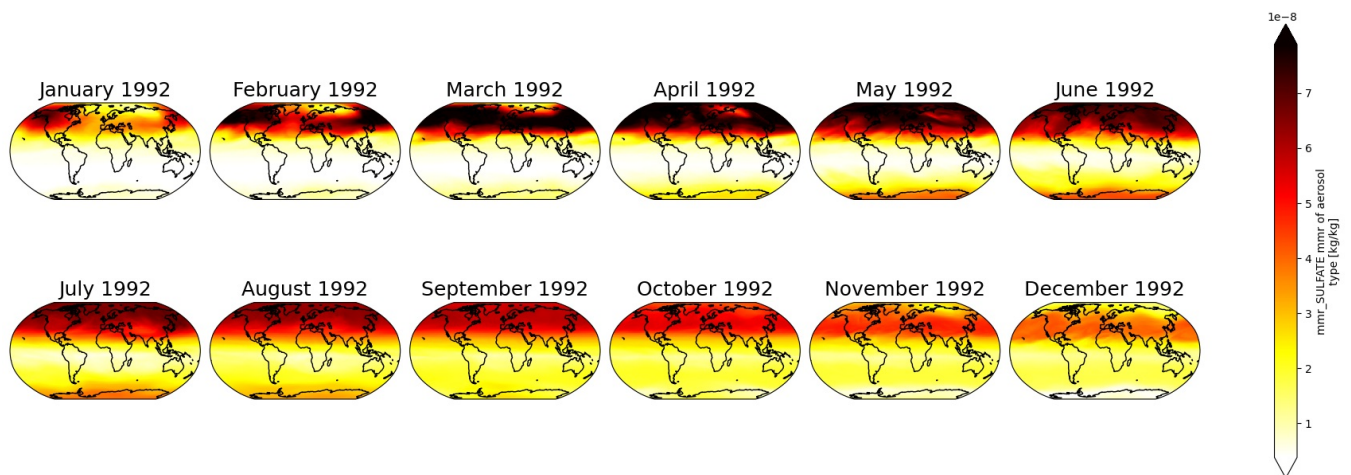 1e−8
January 1992
February 1992
March 1992
April 1992
May 1992
June 1992
7
6
5
4
3
2
1
mmr_SULFATE mmr of aerosol
type [kg/kg]
July 1992
August 1992
September 1992
October 1992
November 1992
December 1992